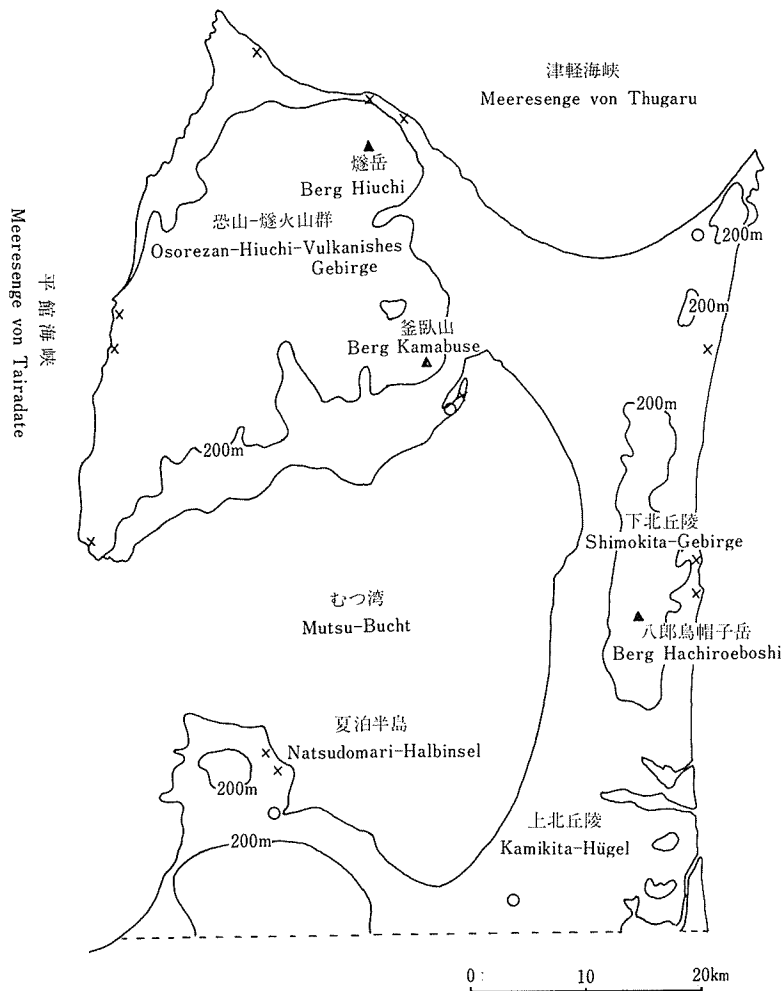 津軽海峡
Meeresenge von Thugaru
燧岳
Berg Hiuchi
恐山-燧火山群
Osorezan-Hiuchi-Vulkanishes
Gebirge
平館海峡
Meeresenge von Tairadate
200m
200m
釜臥山
Berg Kamabuse
200m
200m
下北丘陵
Shimokita-Gebirge
むつ湾
Mutsu-Bucht
八郎烏帽子岳
Berg Hachiroeboshi
夏泊半島
Natsudomari-Halbinsel
200m
200m
上北丘陵
Kamikita-Hügel
0 10 20km